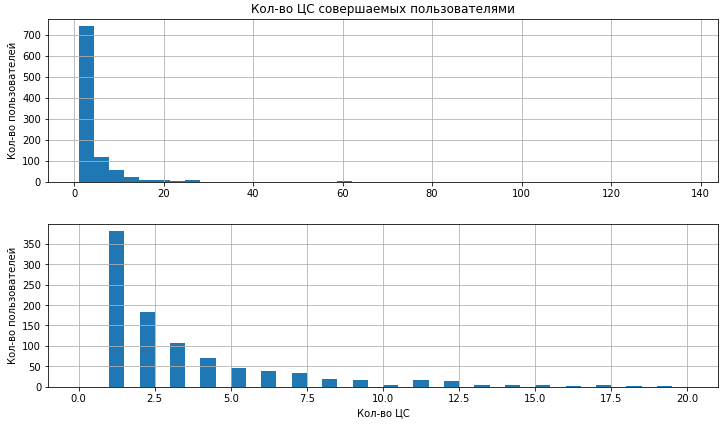 Кол-во ЦС совершаемых пользователями
Кол-во пользователей
700
600
500
400
300
200
100
0
0 20 40 60 80 100 120 140
Кол-во пользователей
350
300
250
200
150
100
50
0
0.0 2.5 5.0 7.5 10.0 12.5 15.0 17.5 20.0
Кол-во ЦС